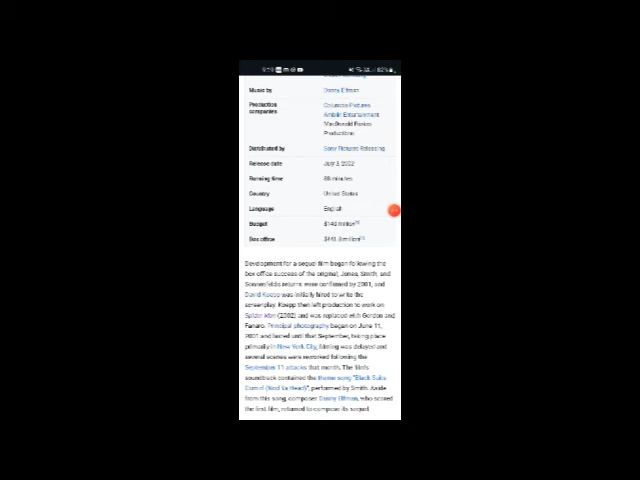 Music by Danny Elfman
Production Columbia Pictures
companies Amblin Entertainment
MacDonald/Parkes
Productions
Distributed by Sony Pictures Releasing
Release date July 3, 2002
Running time 88 minutes
Country United States
Language English
Budget $140 million
Box office million
Development for a sequel film began following the
box office success of the original, Jones, Smith, and
Sonnenfeld's returns were confirmed by 2001, and
David Koepp was initially hired to write the
screenplay. Koepp then left production to work on
Spider-Man (2002) and was replaced with Gordon and
Fanaro. Principal photography began on June 11,
2001 and lasted until that September, taking place
primarily in New York City, filming was delayed and
several scenes were reworked following the
September 11 attacks that month. The film's
soundtrack contained the theme song "Black Suits
Comin' (Nod Ya Head)", performed by Smith. Aside
from this song, composer Danny Elfman, who scored
the first film, returned to compose its sequel.